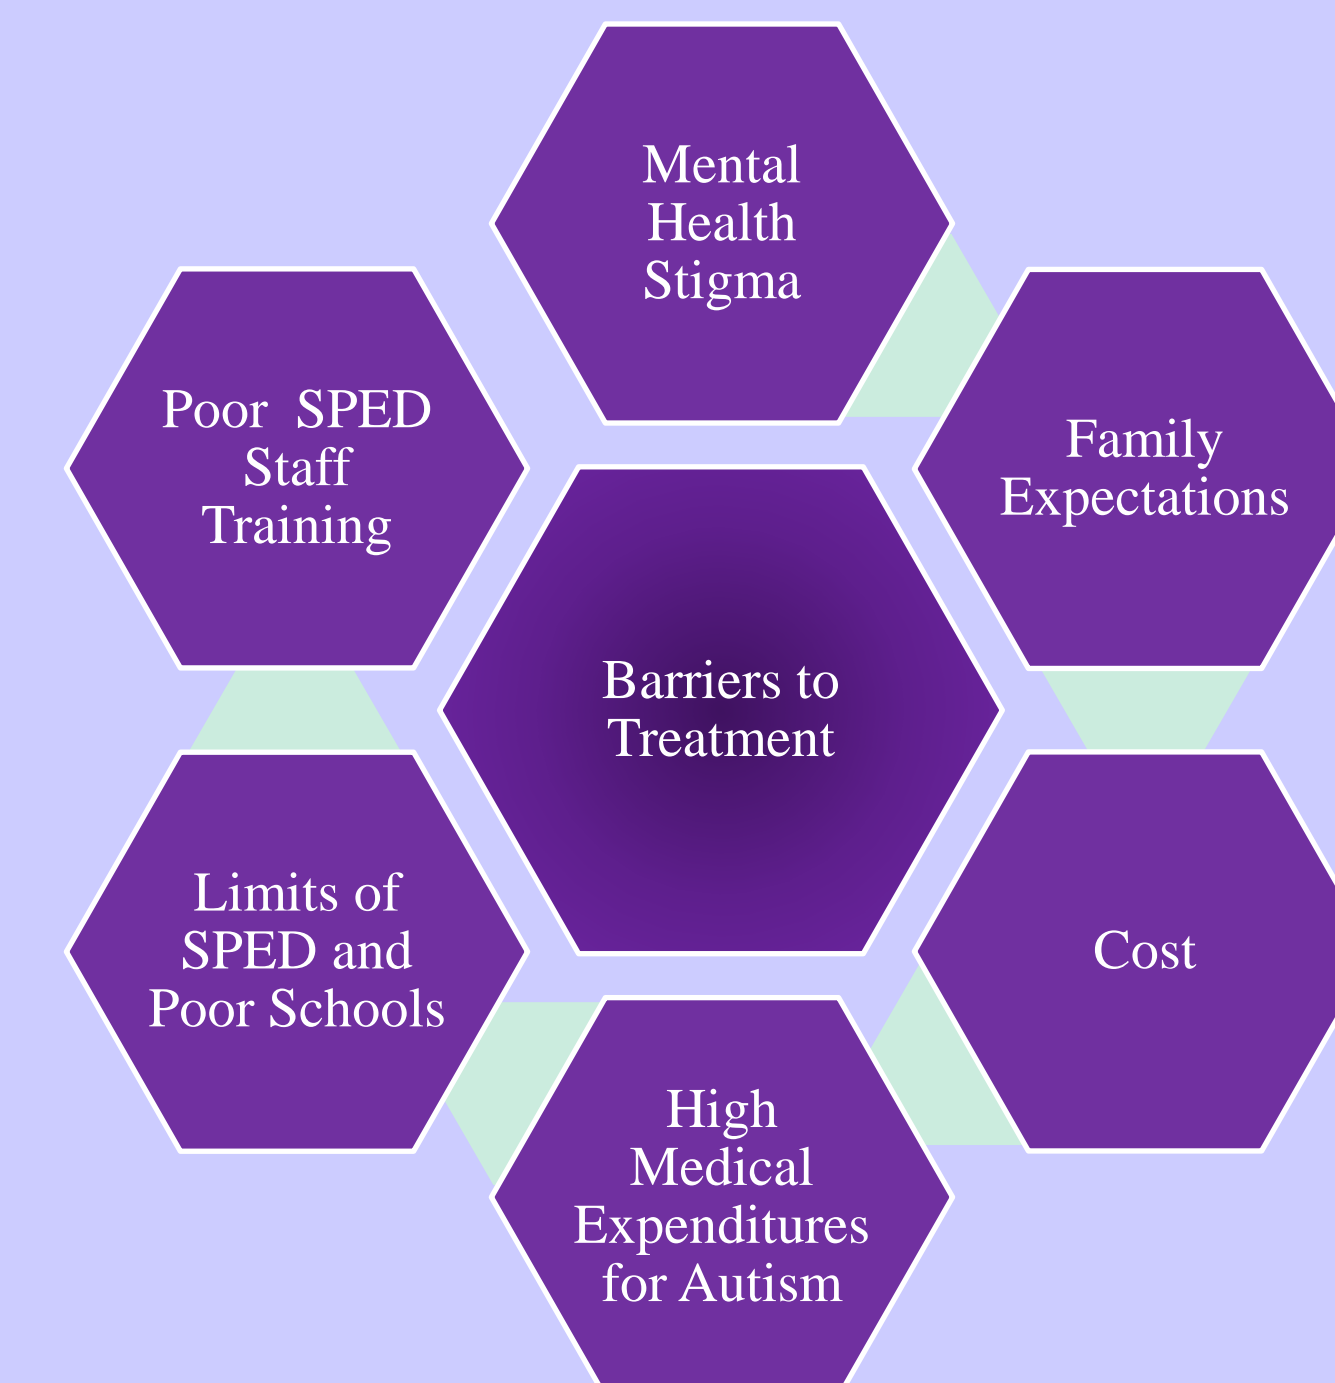 Mental
Health
Stigma
Family
Expectations
Cost
High
Medical
Expenditures
for Autism
Limits of
SPED and
Poor Schools
Poor  SPED
Staff
Training
Barriers to
Treatment